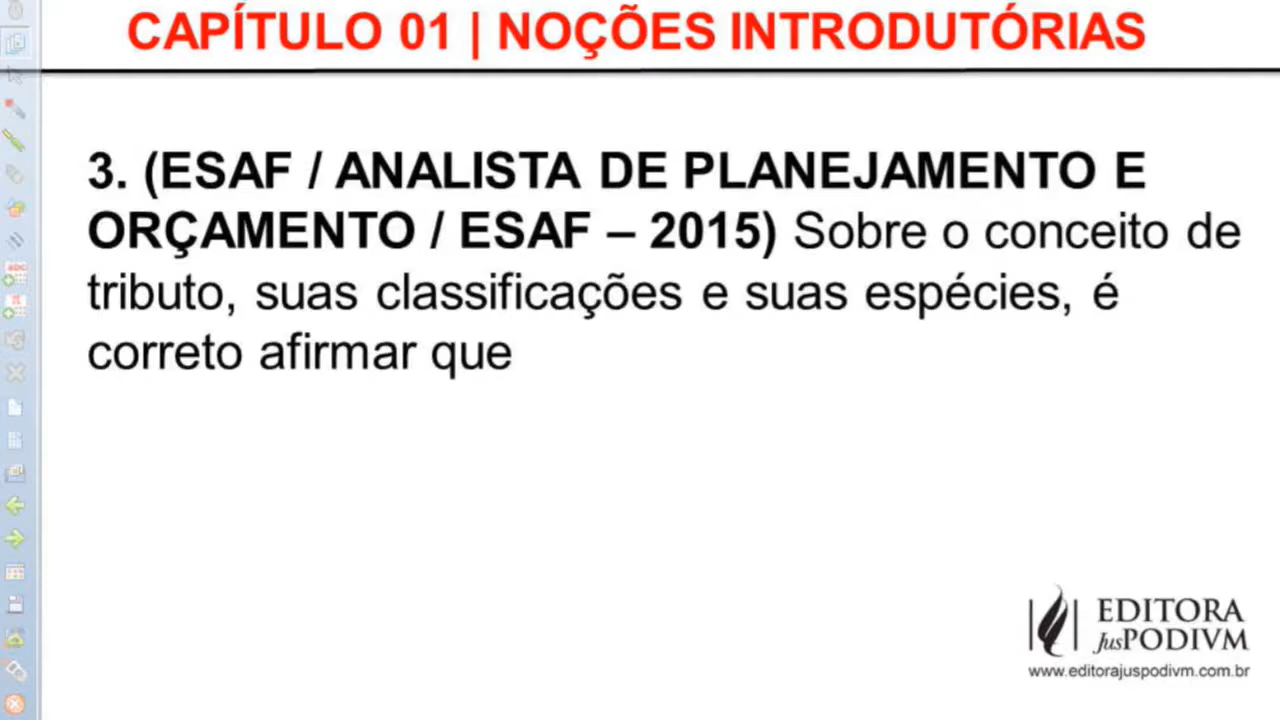 CAPÍTULO 01 | NOÇÕES INTRODUTÓRIAS
3. (ESAF / ANALISTA DE PLANEJAMENTO E
ORÇAMENTO / ESAF – 2015) Sobre o conceito de
tributo, suas classificações e suas espécies, é
correto afirmar que
EDITORA
JusPODIVM
www.editorajuspodivm.com.br